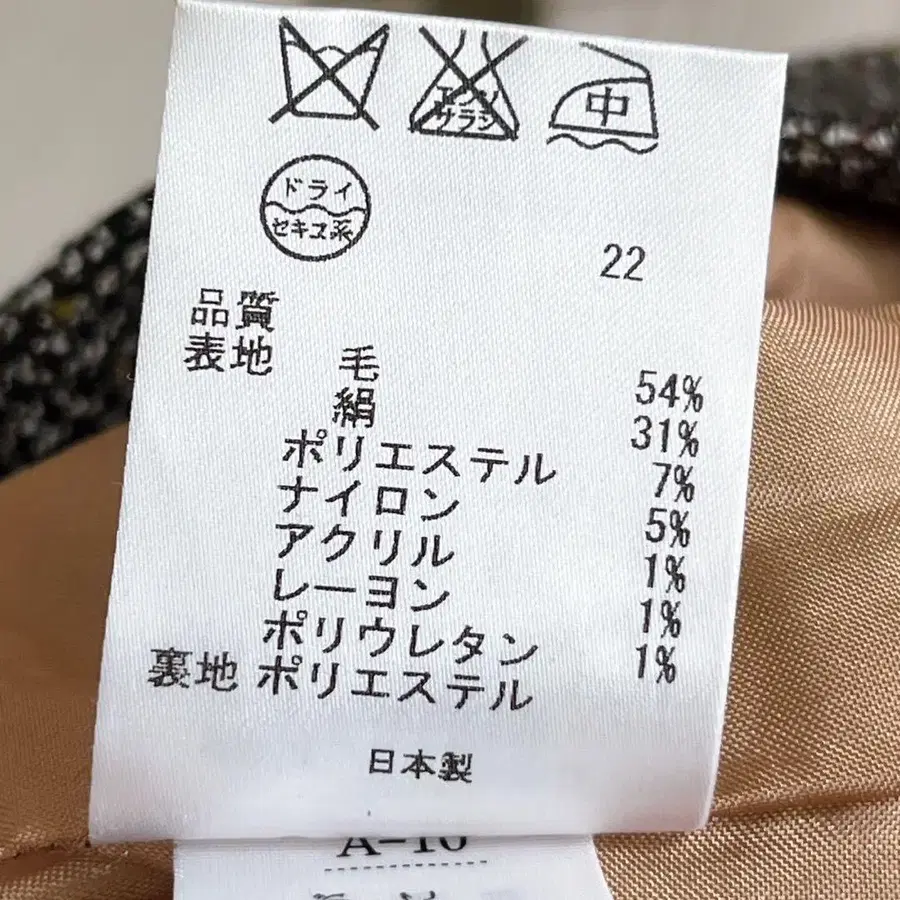 エンソ
サラシ
中
ドライ
セキユ系
22
品質
表地 毛 54%
絹 31%
ポリエステル 7%
ナイロン 5%
アクリル 1%
レーヨン 1%
ポリウレタン 1%
裏地 ポリエステル
日本製
A-10